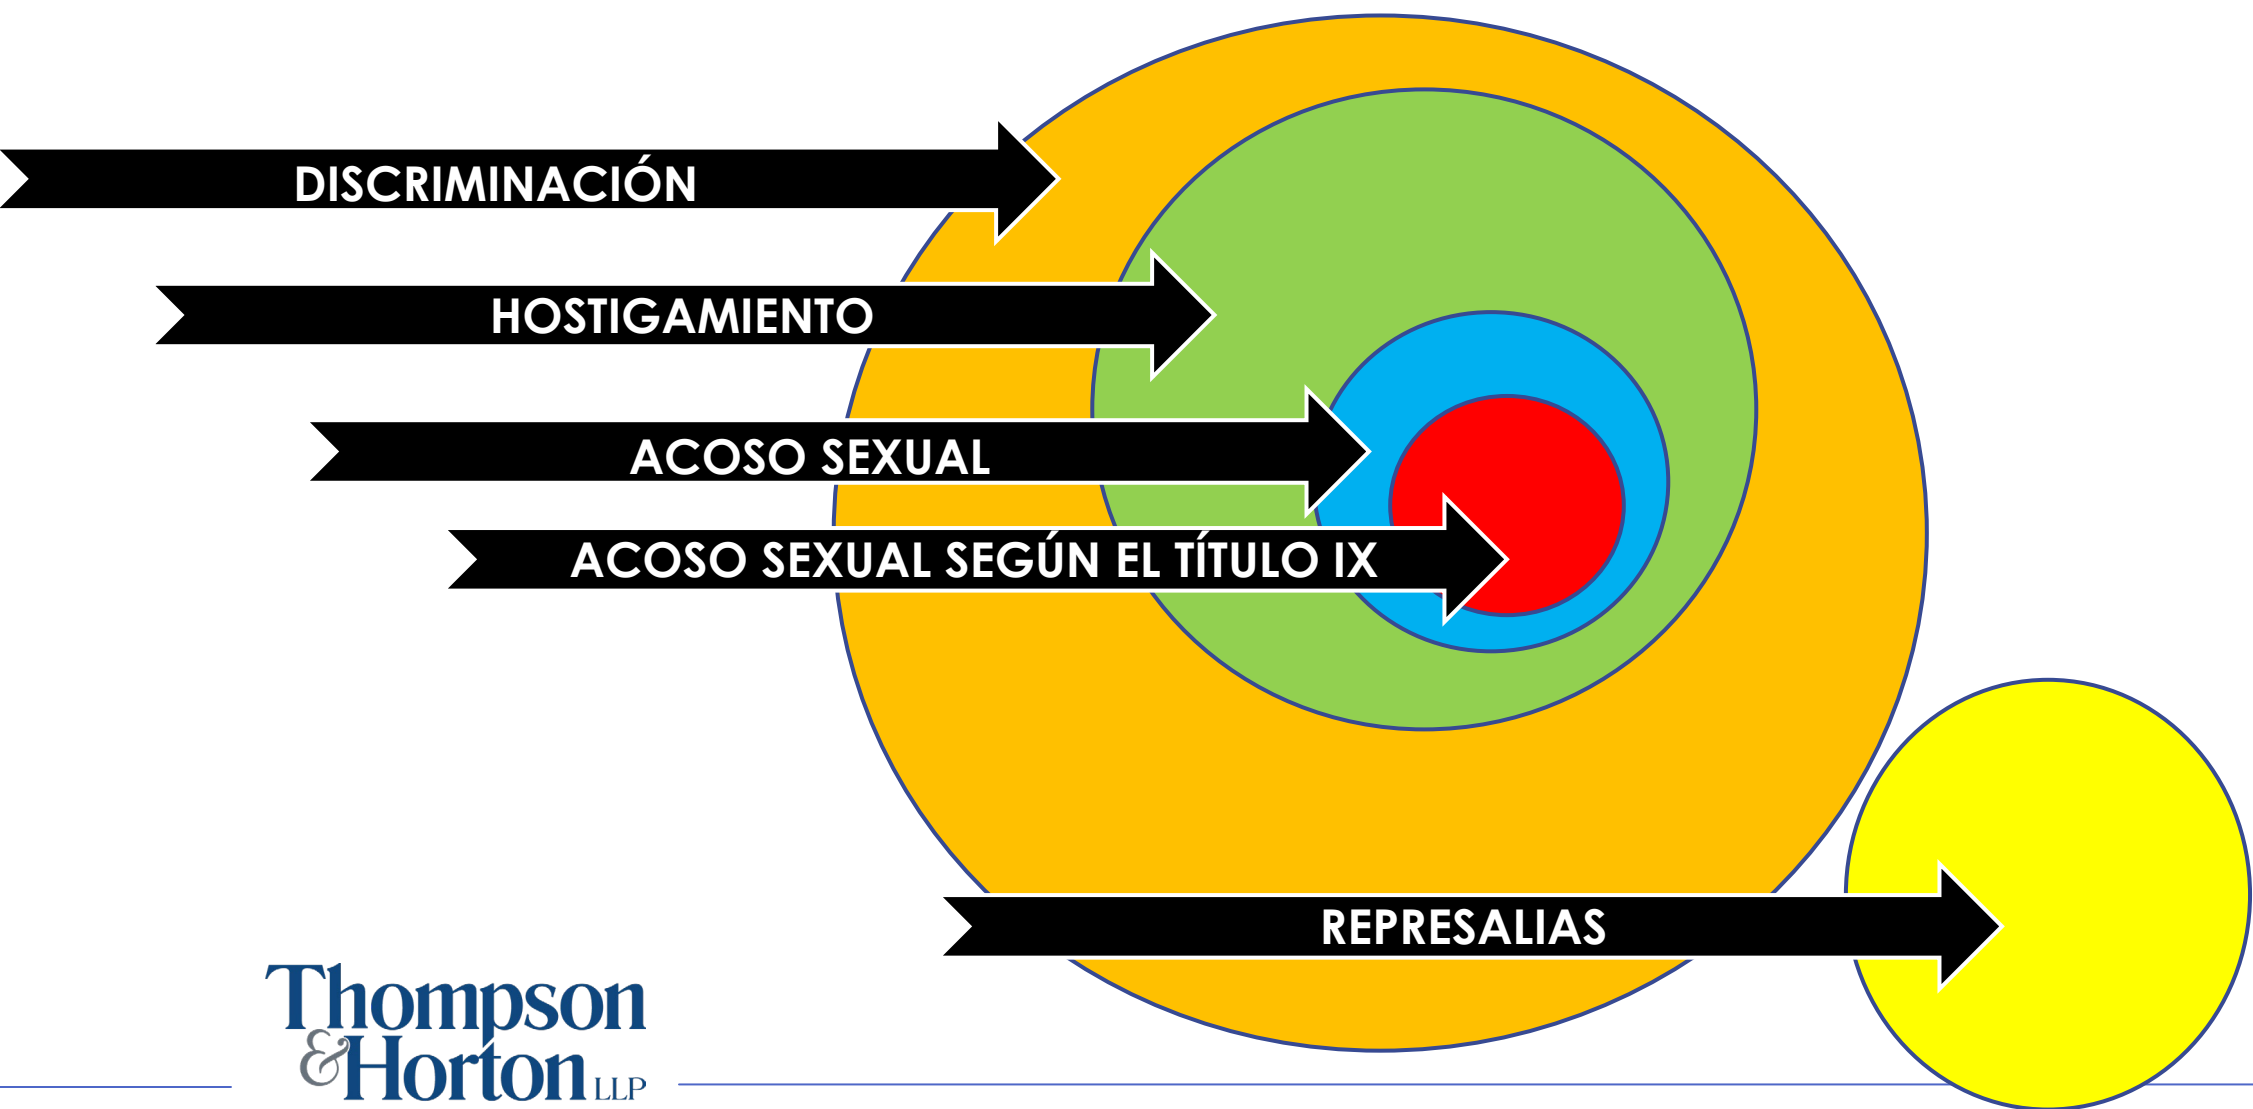 DISCRIMINACIÓN
HOSTIGAMIENTO
ACOSO SEXUAL
ACOSO SEXUAL SEGÚN EL TÍTULO IX
REPRESALIAS
Thompson
&Horton LLP